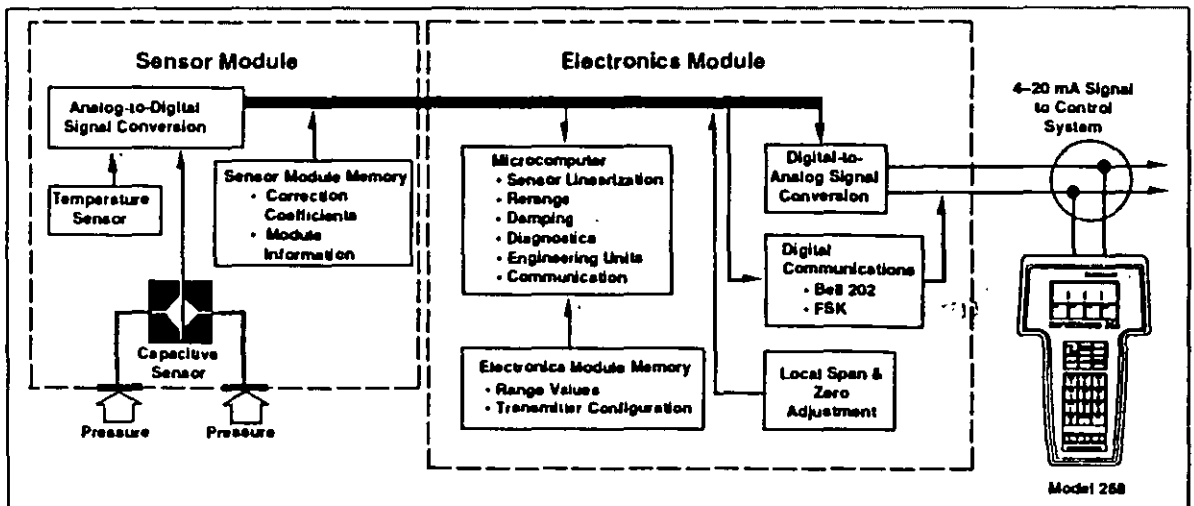 Sensor Module
Electronics Module
Analog-to-Digital
Signal Conversion
Temperature
Sensor
Sensor Module Memory
• Correction
Coefficients
• Module
Information
Capacitive
Sensor
Pressure
Pressure
Microcomputer
• Sensor Linearization
• Rerange
• Damping
• Diagnostics
• Engineering Units
• Communication
Electronics Module Memory
• Range Values
• Transmitter Configuration
Digital-to-
Analog Signal
Conversion
Digital
Communications
• Bell 202
• FSK
Local Span &
Zero
Adjustment
4–20 mA Signal
to Control
System
Model 268